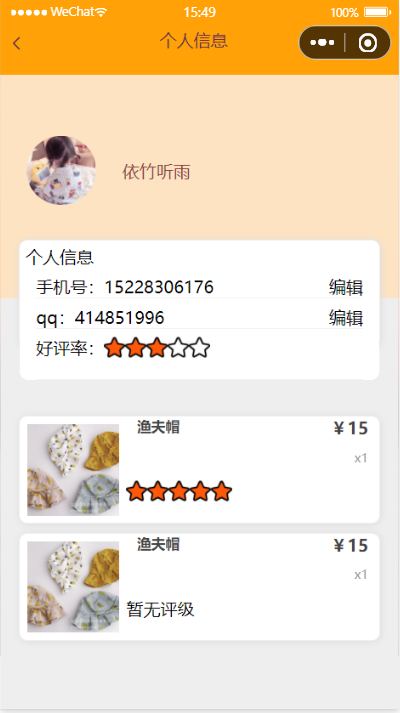 WeChat 15:49 100%
个人信息
依竹听雨
个人信息
手机号：15228306176 编辑
qq：414851996 编辑
好评率：
渔夫帽 ￥15
x1
渔夫帽 ￥15
x1
暂无评级